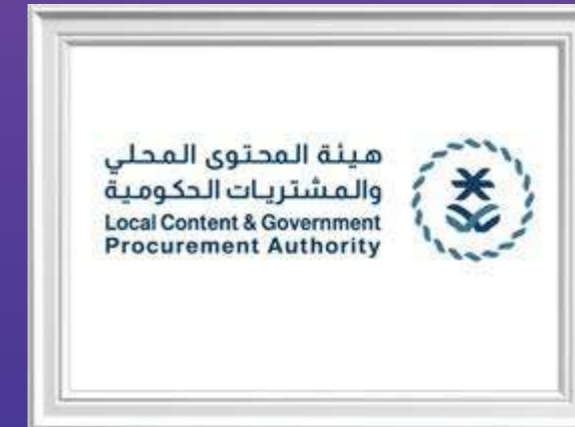 هيئة المحتوى المحلي
والمشتريات الحكومية
Local Content & Government
Procurement Authority